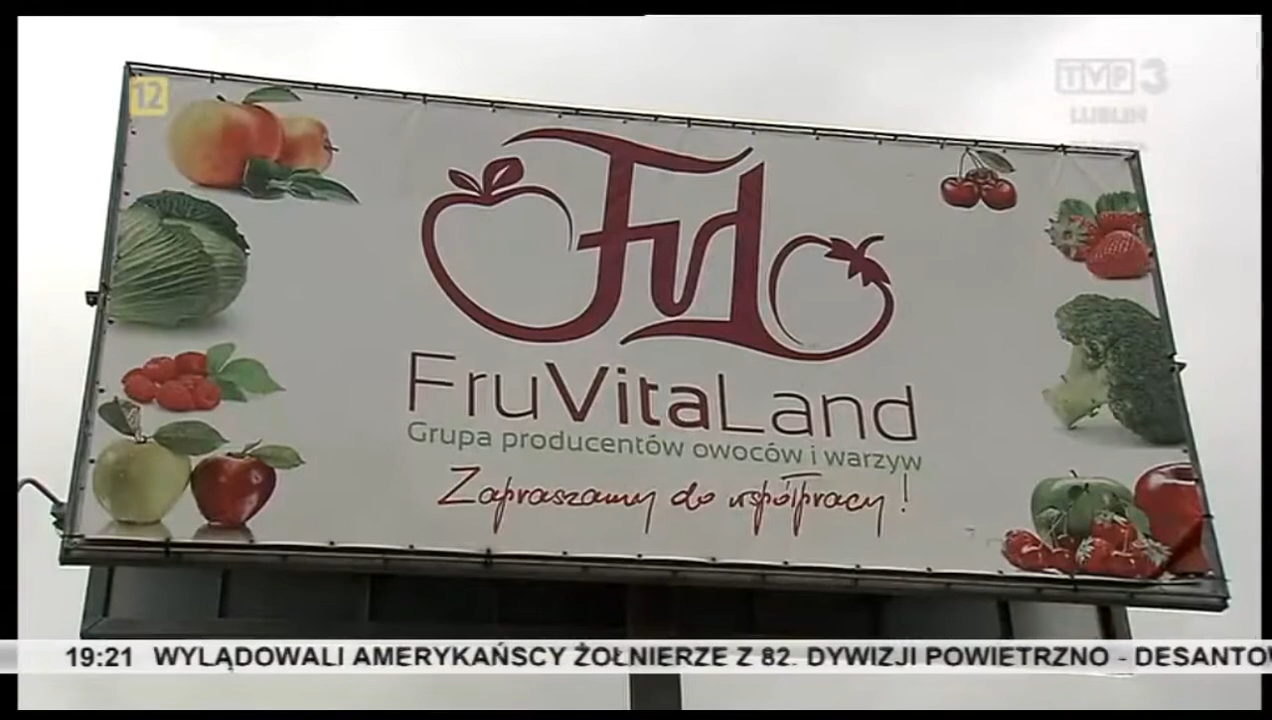 12
TVP3
LUBLIN
FVL
FruVitaLand
Grupa producentów owoców i warzyw
Zapraszamy do współpracy!
19:21 WYLĄDOWALI AMERYKAŃSCY ŻOŁNIERZE Z 82. DYWIZJI POWIETRZNO - DESANTOW